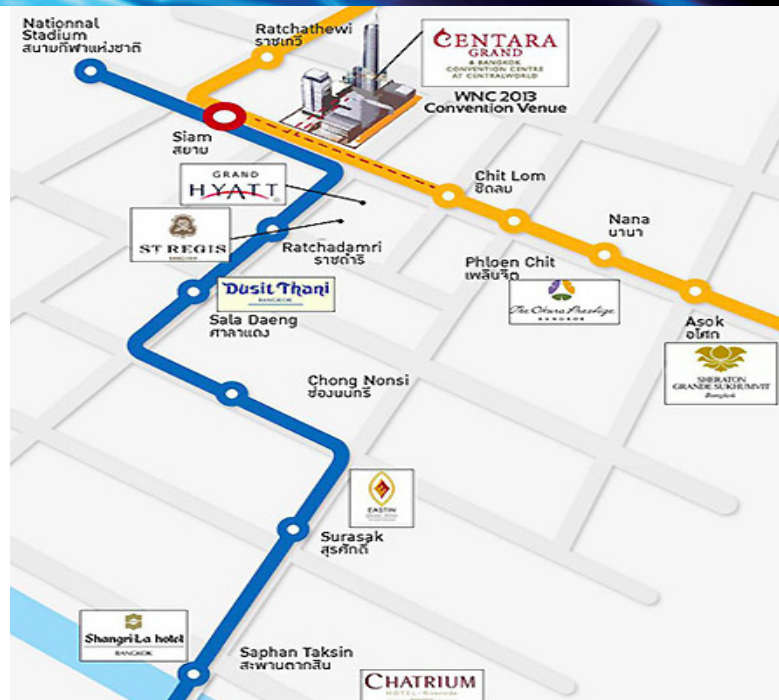 Nationnal
Stadium
สนามกีฬาแห่งชาติ
Ratchathewi
ราชเทวี
CENTARA
GRAND
& BANGKOK
CONVENTION CENTRE
AT CENTRALWORLD
WNC 2013
Convention Venue
Siam
สยาม
GRAND
HYATT
Chit Lom
ชิดลม
ST REGIS
BANGKOK
Ratchadamri
ราชดำริ
Nana
นานา
Phloen Chit
เพลินจิต
Dusit Thani
BANGKOK
The Okura Prestige
BANGKOK
Sala Daeng
ศาลาแดง
Asok
อโศก
SHERATON
GRANDE SUKHUMVIT
Bangkok
Chong Nonsi
ช่องนนทรี
EASTIN
Surasak
สุรศักดิ์
Shangri-La hotel
BANGKOK
Saphan Taksin
สะพานตากสิน
CHATRIUM
HOTEL Riverside